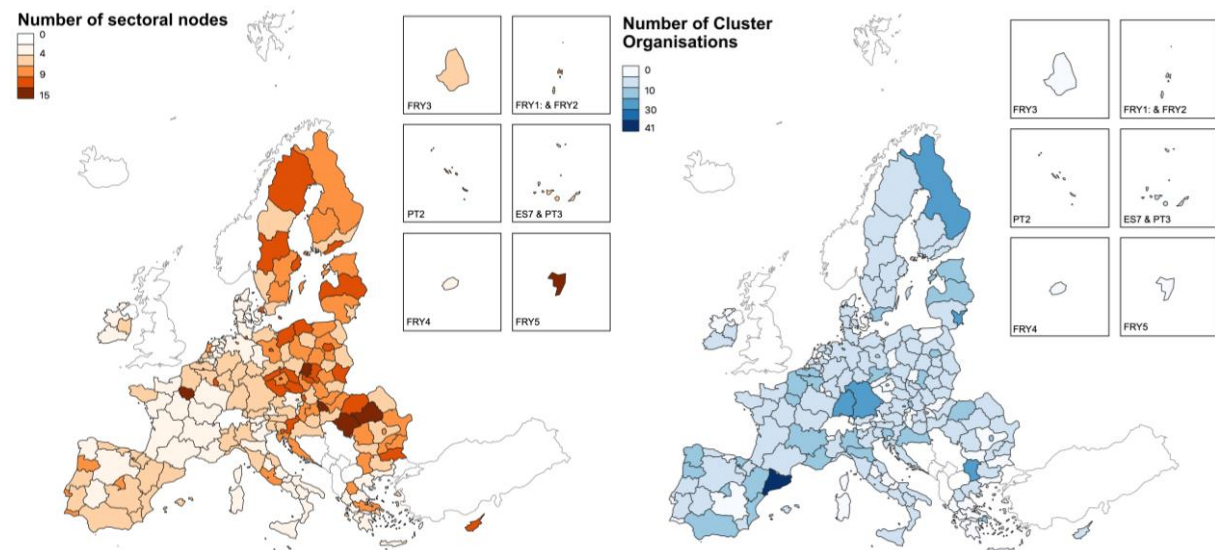 Number of sectoral nodes
0
4
9
15
FRY3
FRY1: & FRY2
PT2
ES7 & PT3
FRY4
FRY5
Number of Cluster
Organisations
0
10
30
41
FRY3
FRY1: & FRY2
PT2
ES7 & PT3
FRY4
FRY5